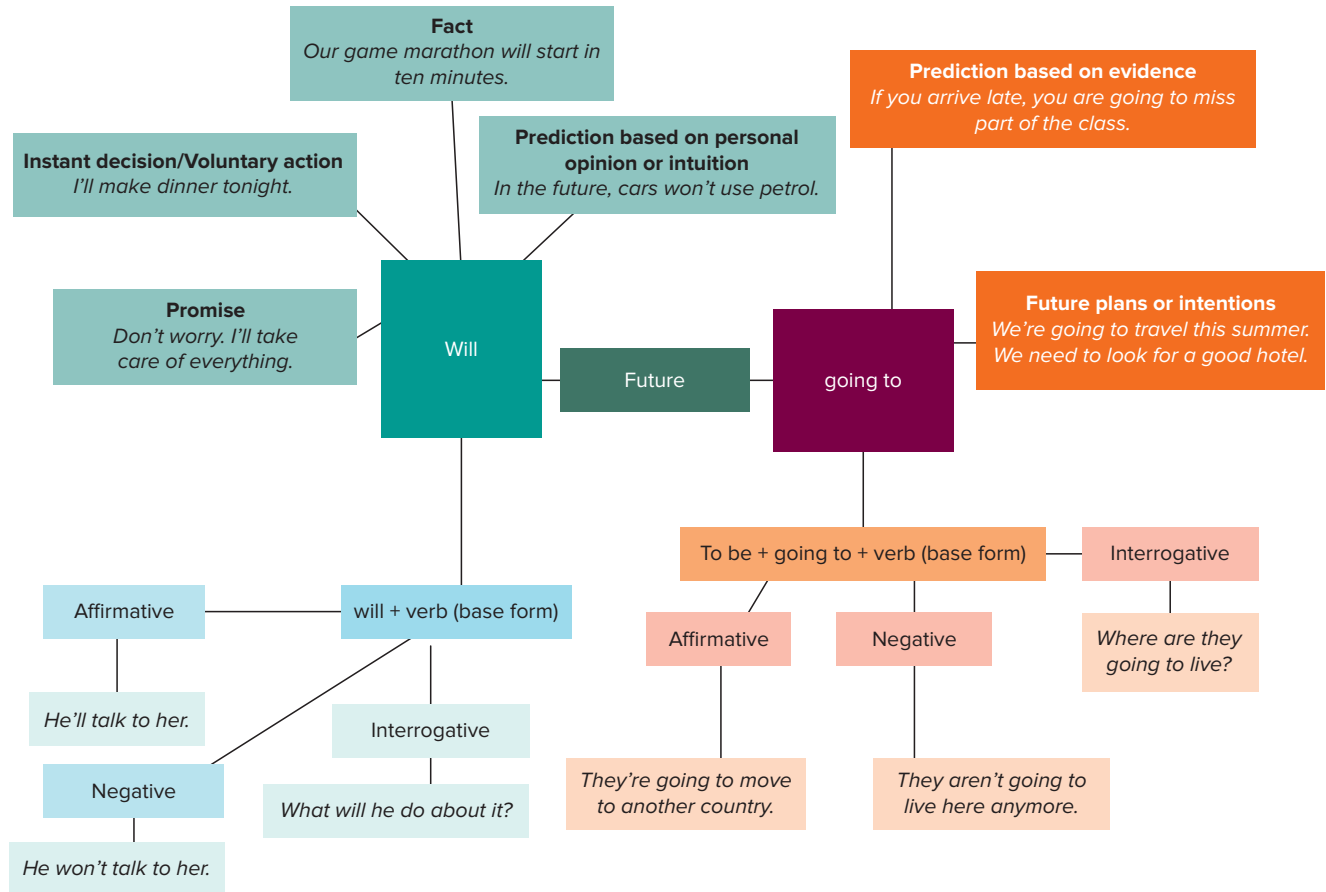 Fact
Our game marathon will start in
ten minutes.
Prediction based on evidence
If you arrive late, you are going to miss
part of the class.
Instant decision/Voluntary action
I’ll make dinner tonight.
Prediction based on personal
opinion or intuition
In the future, cars won’t use petrol.
Promise
Don’t worry. I’ll take
care of everything.
Will
Future
going to
Future plans or intentions
We’re going to travel this summer.
We need to look for a good hotel.
will + verb (base form)
Affirmative
He’ll talk to her.
Negative
He won’t talk to her.
Interrogative
What will he do about it?
To be + going to + verb (base form)
Affirmative
They’re going to move
to another country.
Negative
They aren’t going to
live here anymore.
Interrogative
Where are they
going to live?